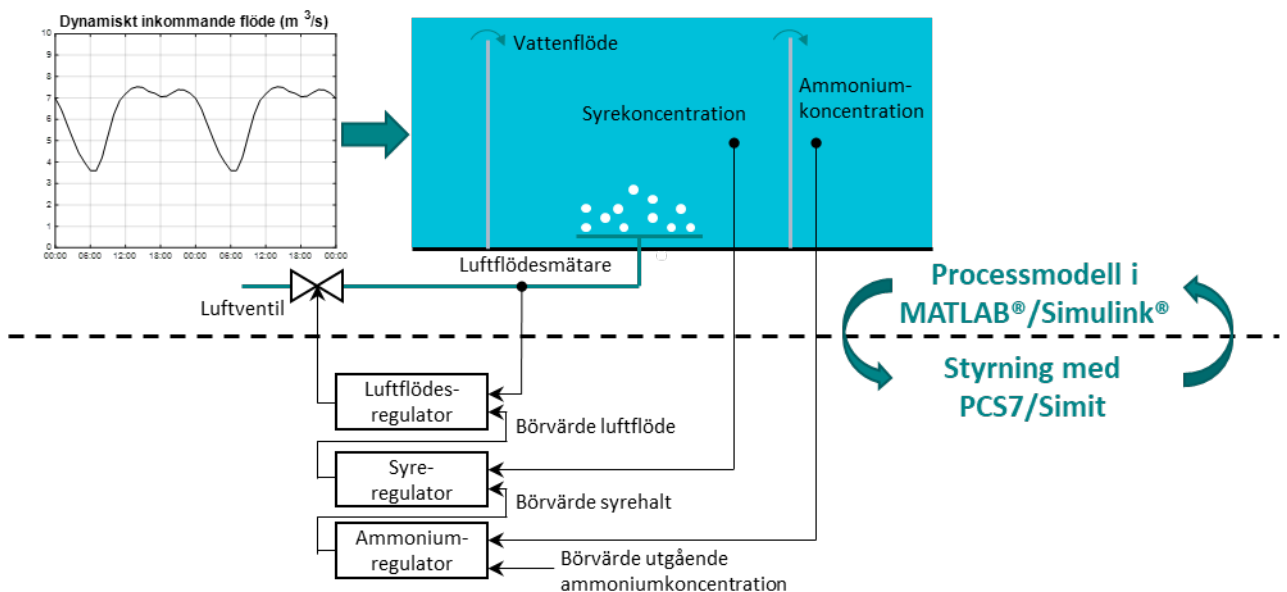 Dynamiskt inkommande flöde (m³/s)
10
9
8
7
6
5
4
3
2
1
0
00:00 06:00 12:00 18:00 00:00 06:00 12:00 18:00 00:00
Vattenflöde
Syrekoncentration
Ammonium-
koncentration
Luftflödesmätare
Luftventil
Processmodell i
MATLAB®/Simulink®
Styrning med
PCS7/Simit
Luftflödes-
regulator
Börvärde luftflöde
Syre-
regulator
Börvärde syrehalt
Ammonium-
regulator
Börvärde utgående
ammoniumkoncentration